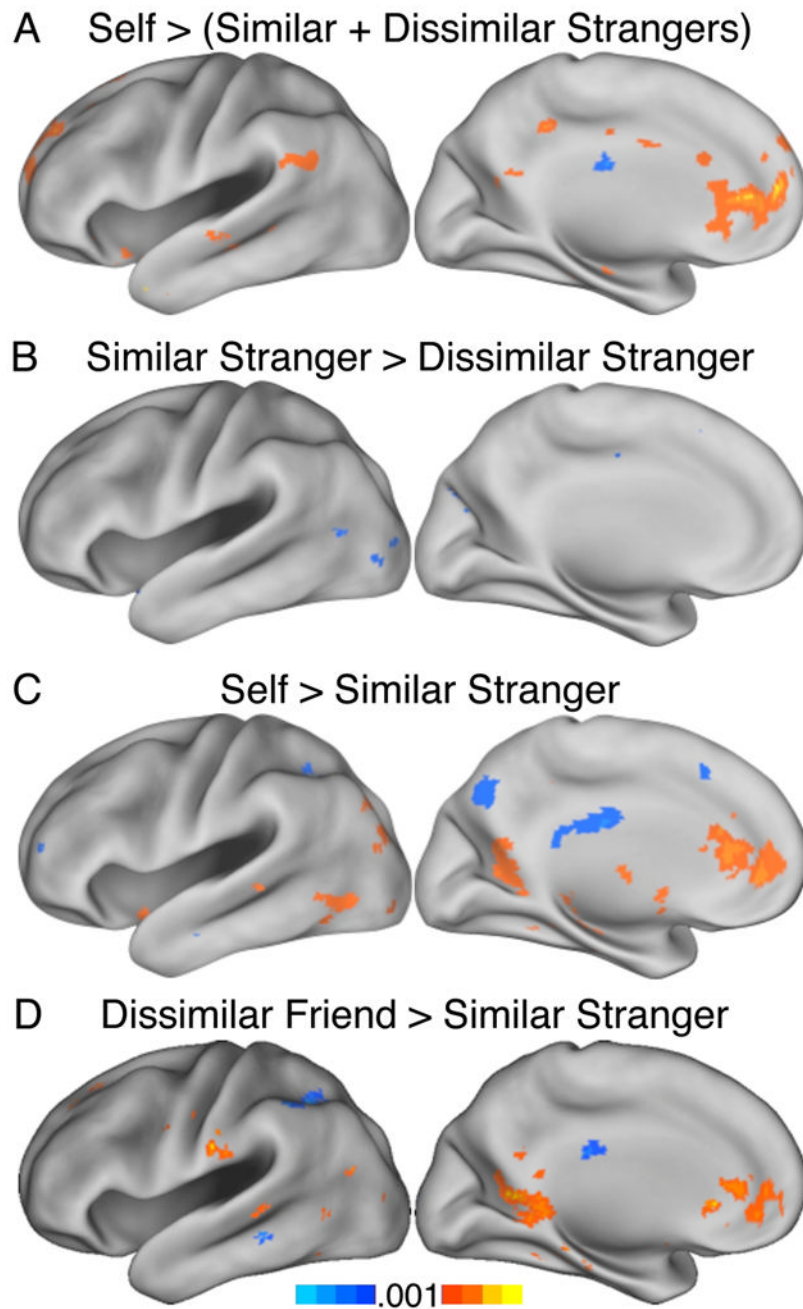 A Self > (Similar + Dissimilar Strangers)
B Similar Stranger > Dissimilar Stranger
C Self > Similar Stranger
D Dissimilar Friend > Similar Stranger
.001